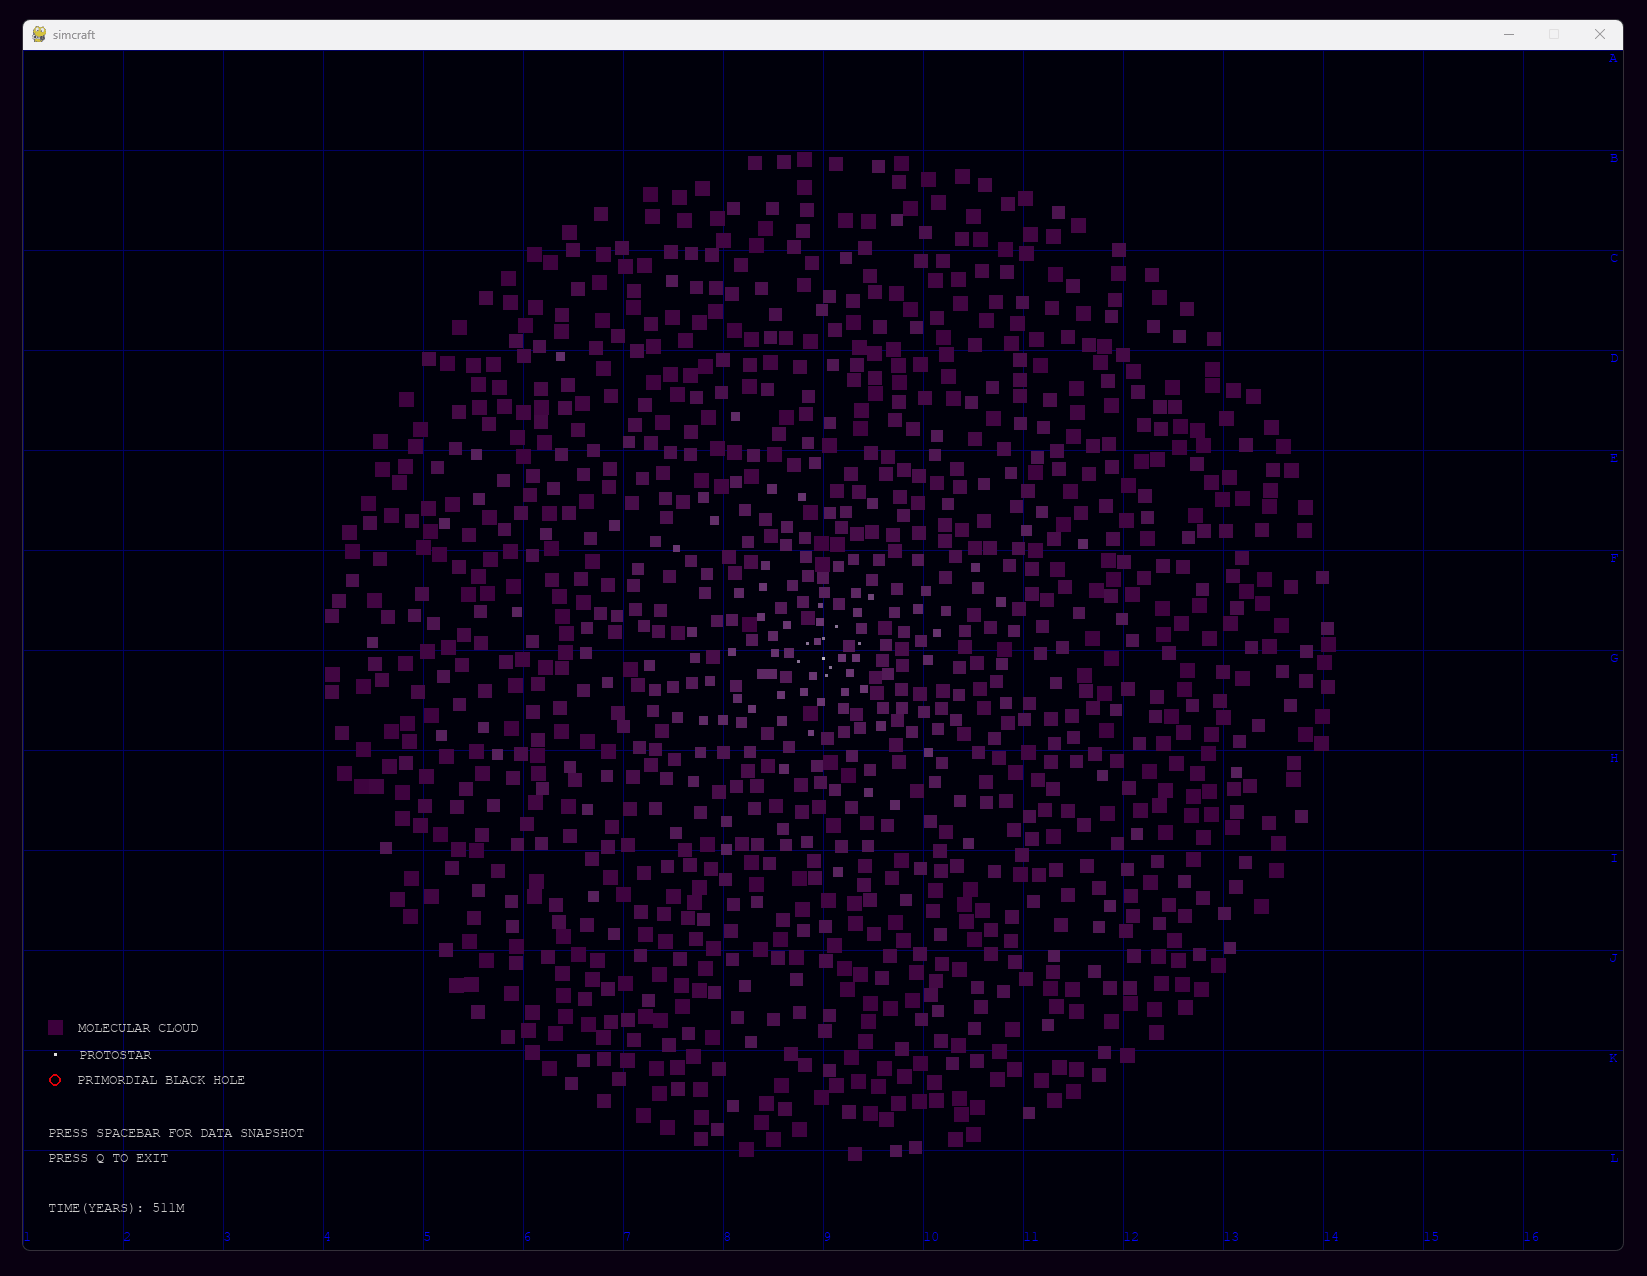 simcraft
A
B
C
D
E
F
G
H
I
J
K
L
MOLECULAR CLOUD
PROTOSTAR
PRIMORDIAL BLACK HOLE
PRESS SPACEBAR FOR DATA SNAPSHOT
PRESS Q TO EXIT
TIME(YEARS): 511M
1 2 3 4 5 6 7 8 9 10 11 12 13 14 15 16